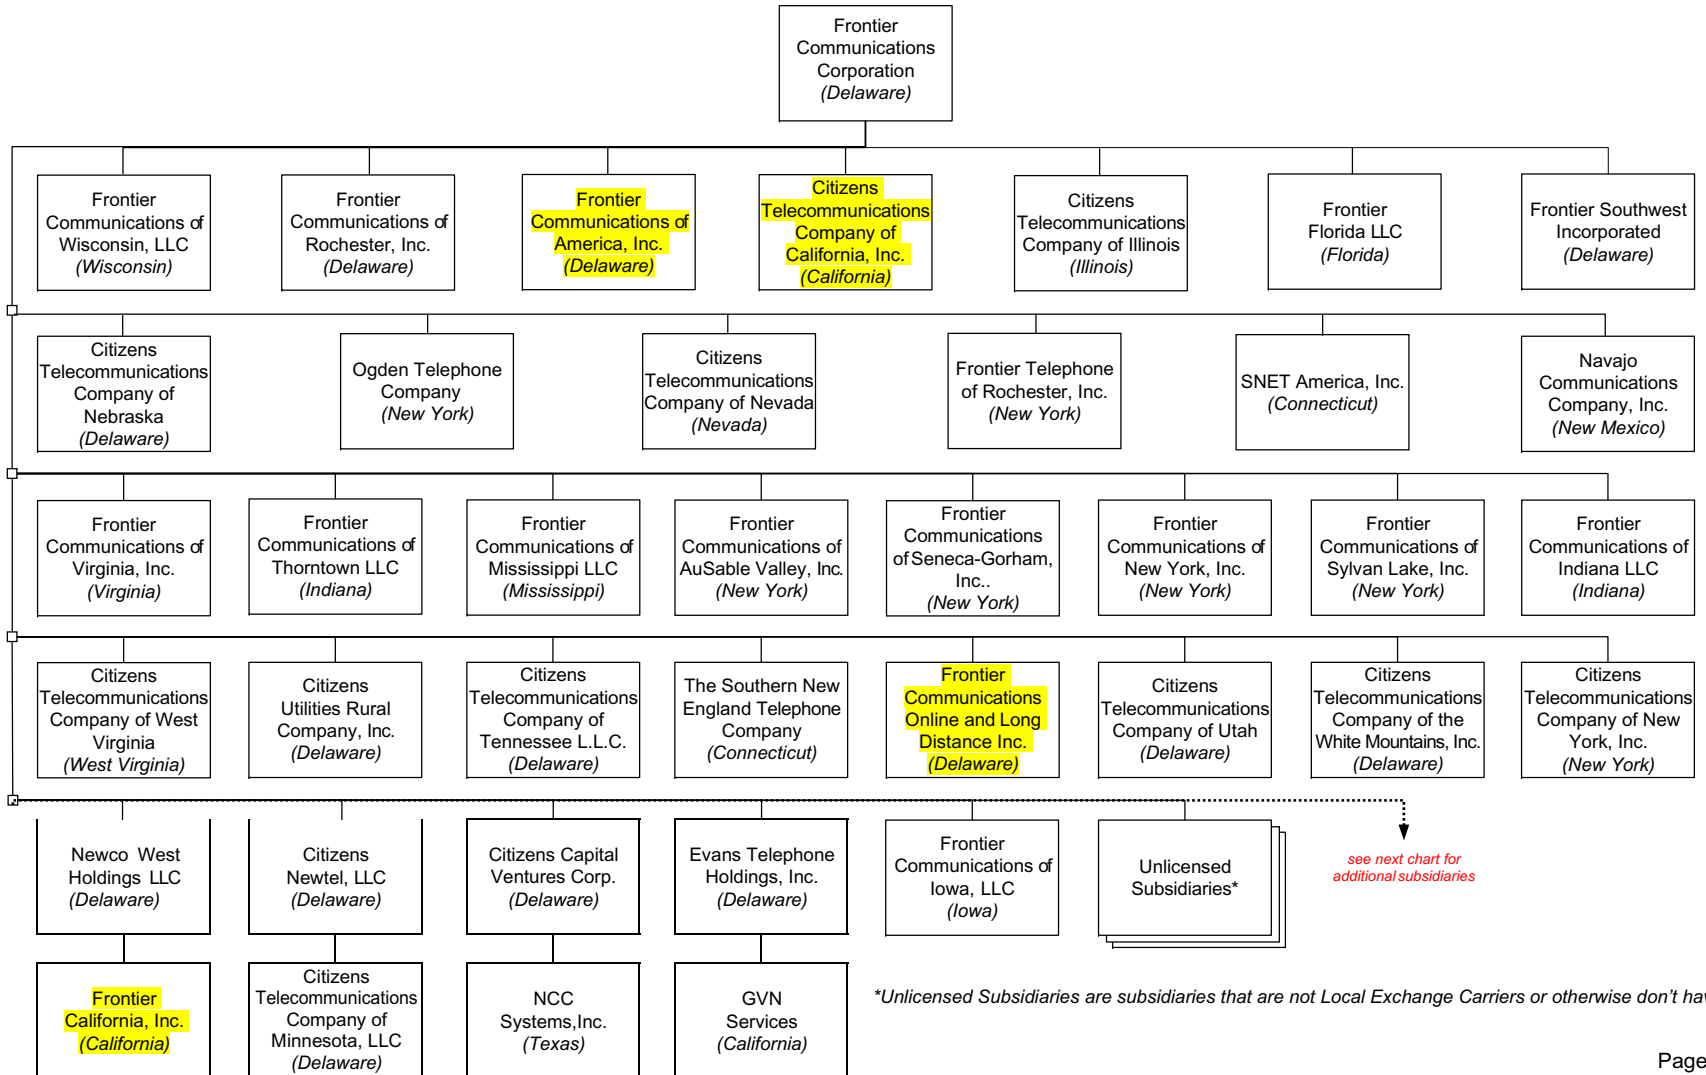 Frontier
Communications
Corporation
(Delaware)
Frontier
Communications of
Wisconsin, LLC
(Wisconsin)
Frontier
Communications of
Rochester, Inc.
(Delaware)
Frontier
Communications of
America, Inc.
(Delaware)
Citizens
Telecommunications
Company of
California, Inc.
(California)
Citizens
Telecommunications
Company of Illinois
(Illinois)
Frontier
Florida LLC
(Florida)
Frontier Southwest
Incorporated
(Delaware)
Citizens
Telecommunications
Company of
Nebraska
(Delaware)
Ogden Telephone
Company
(New York)
Citizens
Telecommunications
Company of Nevada
(Nevada)
Frontier Telephone
of Rochester, Inc.
(New York)
SNET America, Inc.
(Connecticut)
Navajo
Communications
Company, Inc.
(New Mexico)
Frontier
Communications of
Virginia, Inc.
(Virginia)
Frontier
Communications of
Thorntown LLC
(Indiana)
Frontier
Communications of
Mississippi LLC
(Mississippi)
Frontier
Communications of
AuSable Valley, Inc.
(New York)
Frontier
Communications
of Seneca-Gorham,
Inc..
(New York)
Frontier
Communications of
New York, Inc.
(New York)
Frontier
Communications of
Sylvan Lake, Inc.
(New York)
Frontier
Communications of
Indiana LLC
(Indiana)
Citizens
Telecommunications
Company of West
Virginia
(West Virginia)
Citizens
Utilities Rural
Company, Inc.
(Delaware)
Citizens
Telecommunications
Company of
Tennessee L.L.C.
(Delaware)
The Southern New
England Telephone
Company
(Connecticut)
Frontier
Communications
Online and Long
Distance Inc.
(Delaware)
Citizens
Telecommunications
Company of Utah
(Delaware)
Citizens
Telecommunications
Company of the
White Mountains, Inc.
(Delaware)
Citizens
Telecommunications
Company of New
York, Inc.
(New York)
Newco West
Holdings LLC
(Delaware)
Citizens
Newtel, LLC
(Delaware)
Citizens Capital
Ventures Corp.
(Delaware)
Evans Telephone
Holdings, Inc.
(Delaware)
Frontier
Communications of
Iowa, LLC
(Iowa)
Unlicensed
Subsidiaries*
see next chart for
additional subsidiaries
Frontier
California, Inc.
(California)
Citizens
Telecommunications
Company of
Minnesota, LLC
(Delaware)
NCC
Systems,Inc.
(Texas)
GVN
Services
(California)
*Unlicensed Subsidiaries are subsidiaries that are not Local Exchange Carriers or otherwise don't
Page